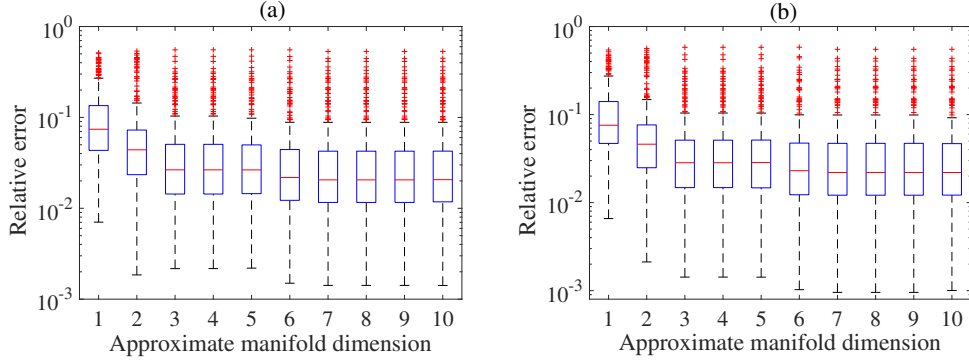 (a)
10^0
10^-1
10^-2
10^-3
Relative error
1 2 3 4 5 6 7 8 9 10
Approximate manifold dimension
(b)
10^0
10^-1
10^-2
10^-3
Relative error
1 2 3 4 5 6 7 8 9 10
Approximate manifold dimension